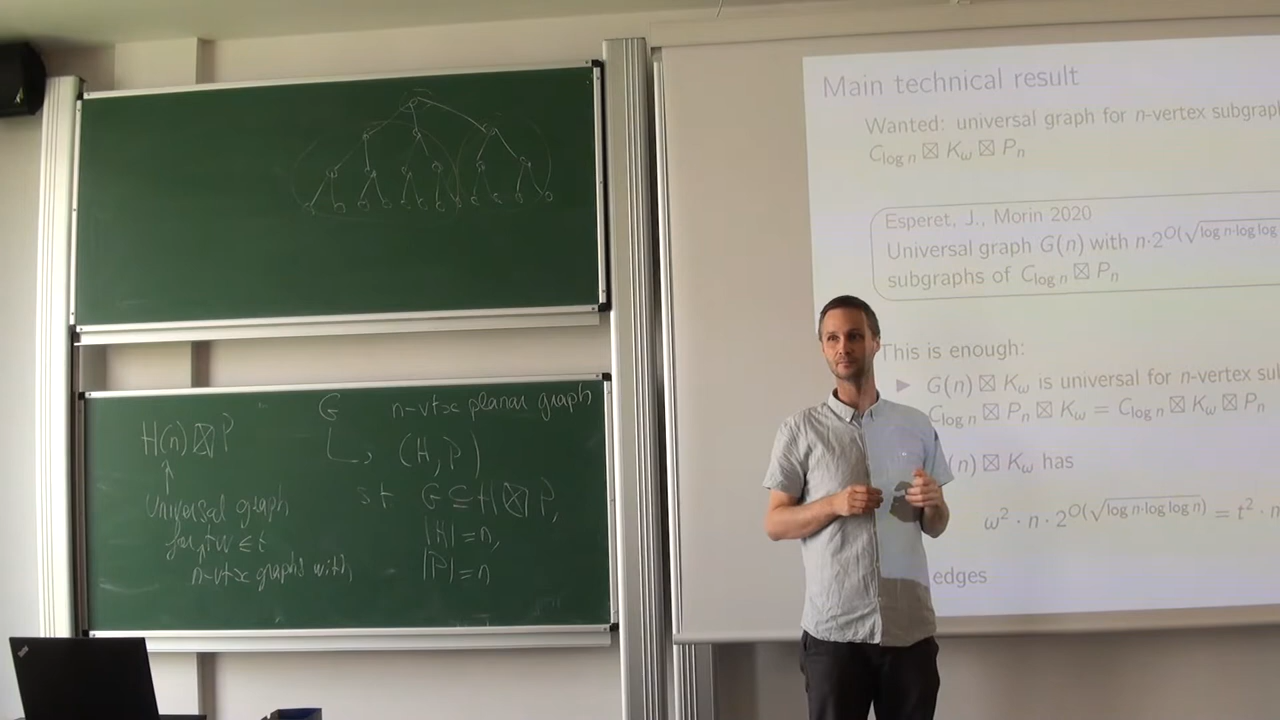 G n-vtx planar graph
H(n) ⊠ P
(H, P)
universal graph
st G ⊆ H ⊠ P,
for tw ≤ t
|H| = n,
n-vtx graphs with
|P| = n
Main technical result
Wanted: universal graph for n-vertex subgrap
C_{log n} ⊠ K_ω ⊠ P_n
Esperet, J., Morin 2020
Universal graph G(n) with n·2^{O(√(log n·log log
subgraphs of C_{log n} ⊠ P_n
This is enough:
▶ G(n) ⊠ K_ω is universal for n-vertex su
C_{log n} ⊠ P_n ⊠ K_ω = C_{log n} ⊠ K_ω ⊠ P_n
(n) ⊠ K_ω has
ω² · n · 2^{O(√(log n·log log n))} = t² · n
edges